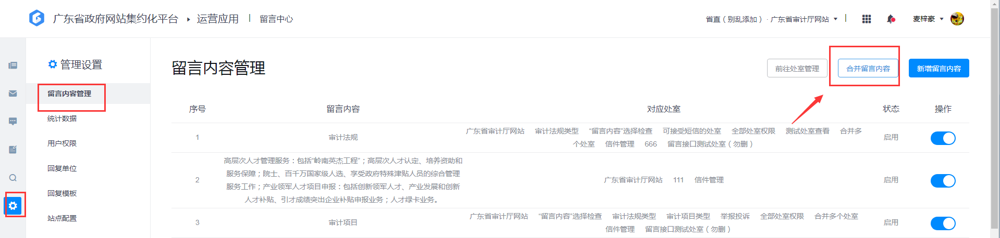 广东省政府网站集约化平台 ▸ 运营应用 | 留言中心
省直（别乱添加）· 广东省审计厅网站
麦梓豪
管理设置
留言内容管理
统计数据
用户权限
回复单位
回复模板
站点配置
留言内容管理
前往处室管理
合并留言内容
新增留言内容
序号 留言内容 对应处室 状态 操作
1 审计法规
广东省审计厅网站 审计法规类型 “留言内容”选择检查 可接受短信的处室 全部处室权限 测试处室查看 合并多
个处室 信件管理 666 留言接口测试处室（勿删）
启用
2
高层次人才管理服务：包括“岭南英杰工程”；高层次人才认定、培养资助和
服务保障；院士、百千万国家级人选、享受政府特殊津贴人员的综合管理
服务工作；产业领军人才项目申报：包括创新领军人才、产业发展和创新
人才补贴、引才成绩突出企业补贴申报业务；人才绿卡业务。
广东省审计厅网站 111 信件管理
启用
3 审计项目
广东省审计厅网站 “留言内容”选择检查 审计法规类型 审计项目类型 举报投诉 全部处室权限 合并多个处室
信件管理 留言接口测试处室（勿删）
启用